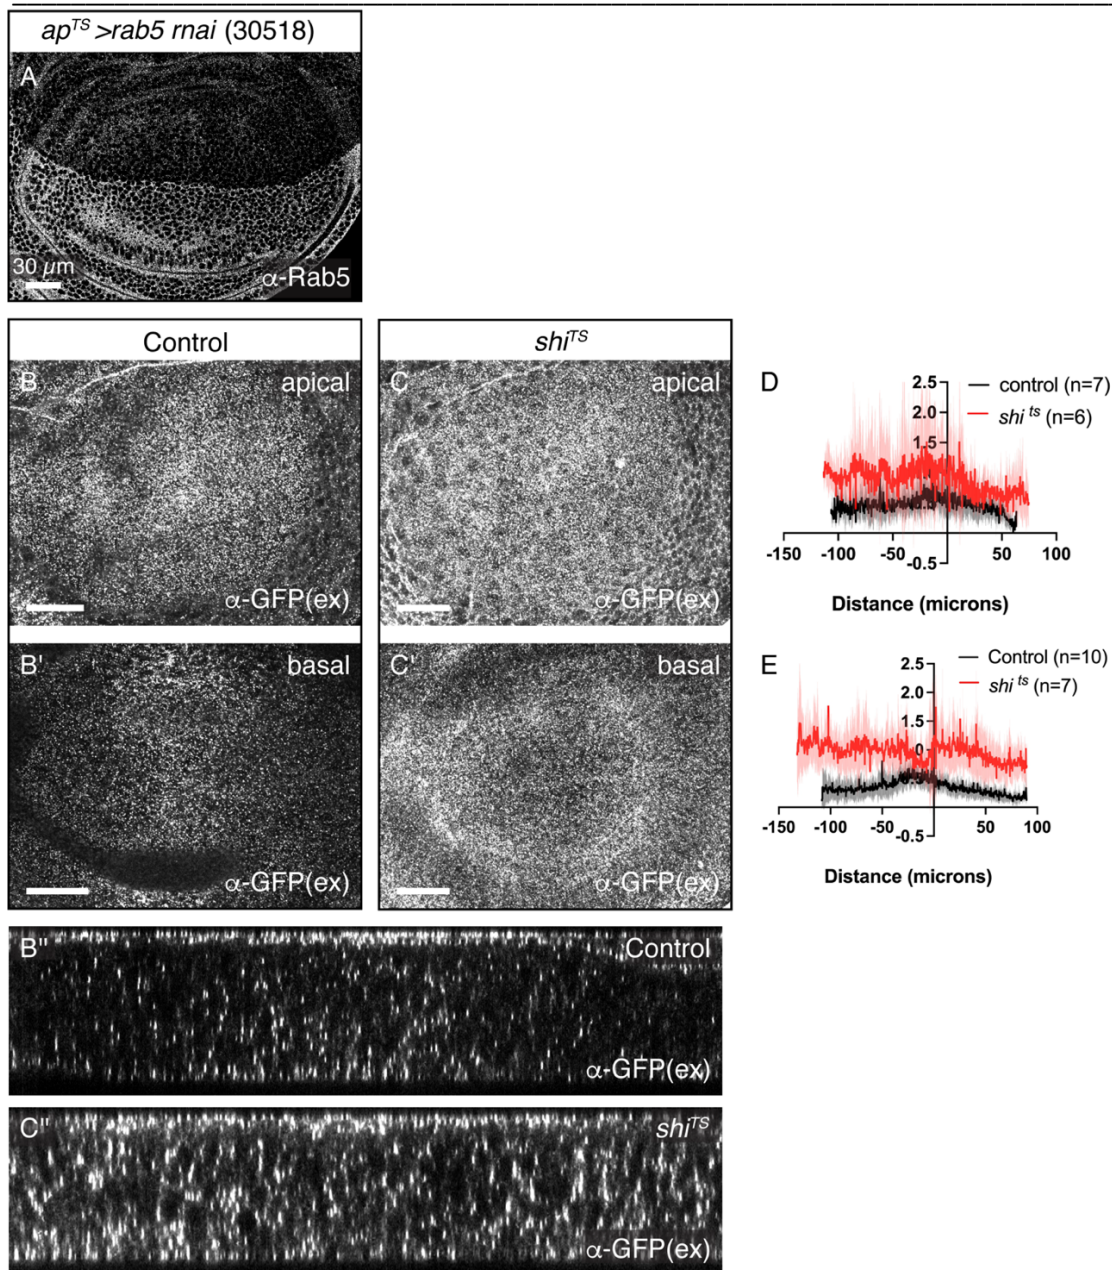 ap^TS >rab5 rnai (30518)
A
30 µm
α-Rab5
Control
B
apical
α-GFP(ex)
B'
basal
α-GFP(ex)
shi^TS
C
apical
α-GFP(ex)
C'
basal
α-GFP(ex)
D
control (n=7)
shi ^ts (n=6)
2.5
2.0
1.5
-0.5
-150 -100 -50 0 50 100
Distance (microns)
E
Control (n=10)
shi ^ts (n=7)
2.5
2.0
1.5
-0.5
-150 -100 -50 0 50 100
Distance (microns)
B"
Control
α-GFP(ex)
C"
shi^TS
α-GFP(ex)